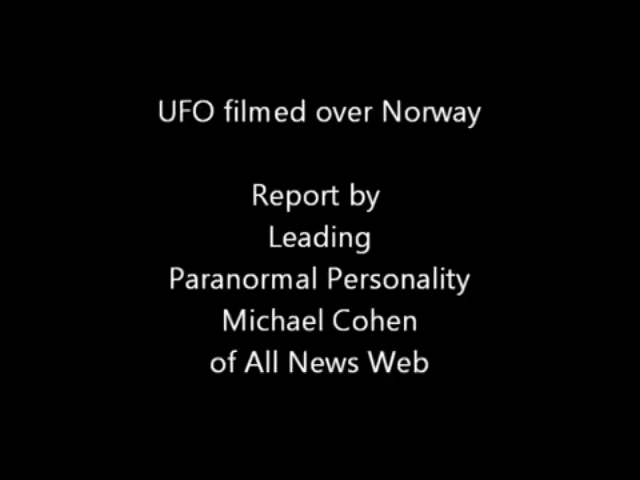 UFO filmed over Norway
Report by
Leading
Paranormal Personality
Michael Cohen
of All News Web